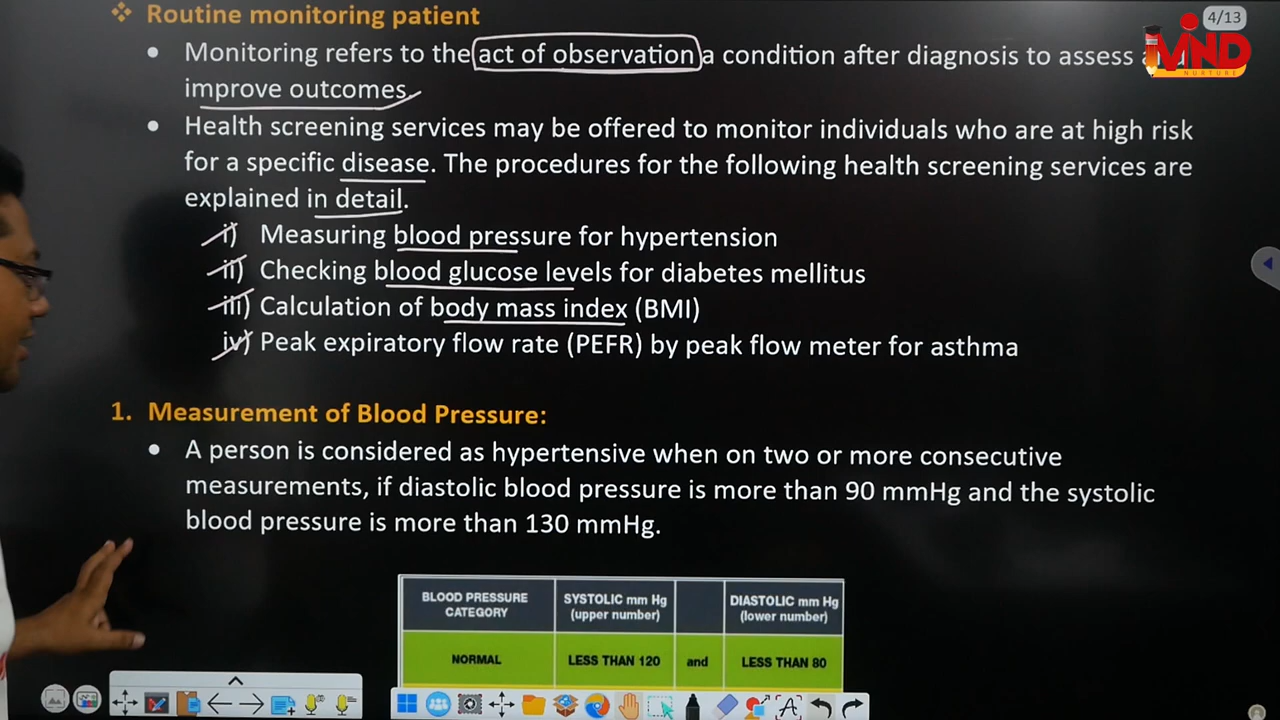 ❖ Routine monitoring patient
4/13
• Monitoring refers to the act of observation a condition after diagnosis to assess
MIND
NURTURE
improve outcomes.
• Health screening services may be offered to monitor individuals who are at high risk
for a specific disease. The procedures for the following health screening services are
explained in detail.
i) Measuring blood pressure for hypertension
ii) Checking blood glucose levels for diabetes mellitus
iii) Calculation of body mass index (BMI)
iv) Peak expiratory flow rate (PEFR) by peak flow meter for asthma
1. Measurement of Blood Pressure:
• A person is considered as hypertensive when on two or more consecutive
measurements, if diastolic blood pressure is more than 90 mmHg and the systolic
blood pressure is more than 130 mmHg.
BLOOD PRESSURE CATEGORY SYSTOLIC mm Hg (upper number) DIASTOLIC mm Hg (lower number)
NORMAL LESS THAN 120 and LESS THAN 80